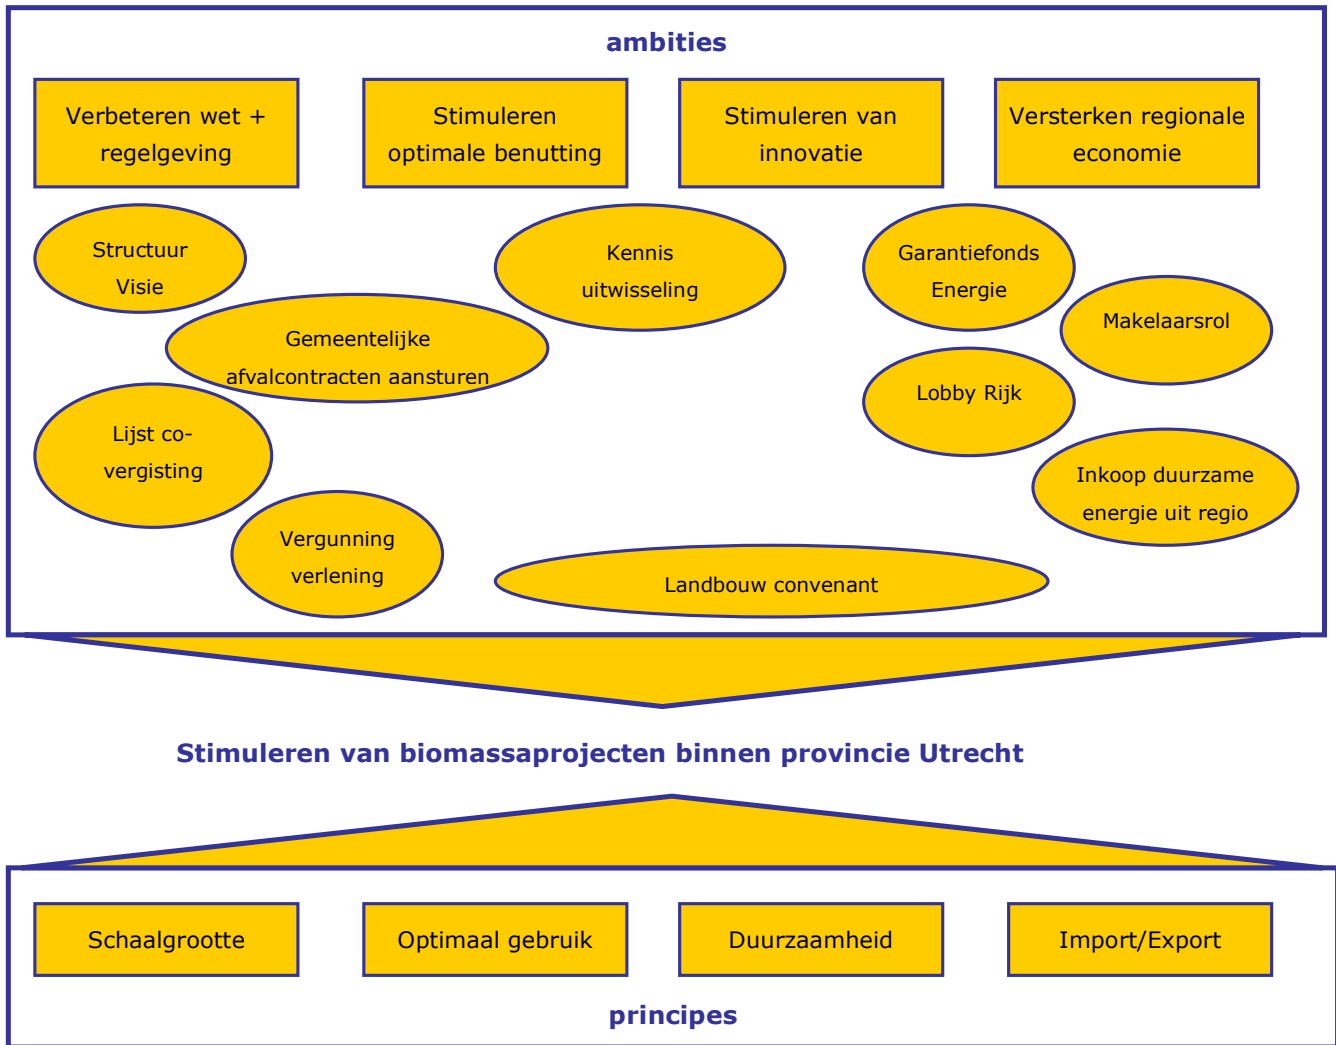 ambities
Verbeteren wet +
regelgeving
Stimuleren
optimale benutting
Stimuleren van
innovatie
Versterken regionale
economie
Structuur
Visie
Kennis
uitwisseling
Garantiefonds
Energie
Makelaarsrol
Gemeentelijke
afvalcontracten aansturen
Lobby Rijk
Lijst co-
vergisting
Inkoop duurzame
energie uit regio
Vergunning
verlening
Landbouw convenant
Stimuleren van biomassaprojecten binnen provincie Utrecht
Schaalgrootte
Optimaal gebruik
Duurzaamheid
Import/Export
principes